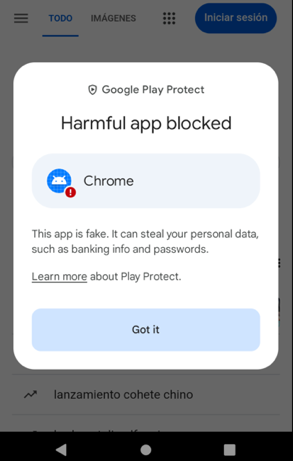 TODO
IMÁGENES
Iniciar sesión
Google Play Protect
Harmful app blocked
Chrome
This app is fake. It can steal your personal data,
such as banking info and passwords.
Learn more about Play Protect.
Got it
lanzamiento cohete chino